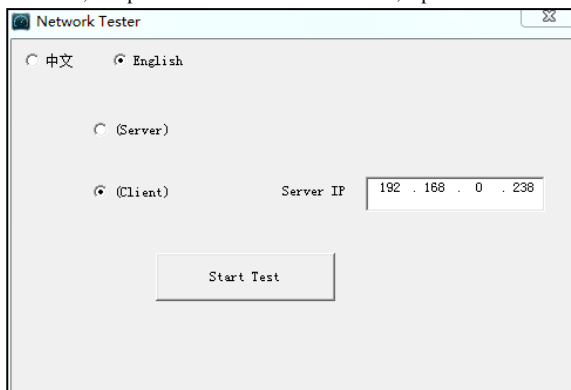 Network Tester
中文 English
(Server)
(Client) Server IP 192 . 168 . 0 . 238
Start Test